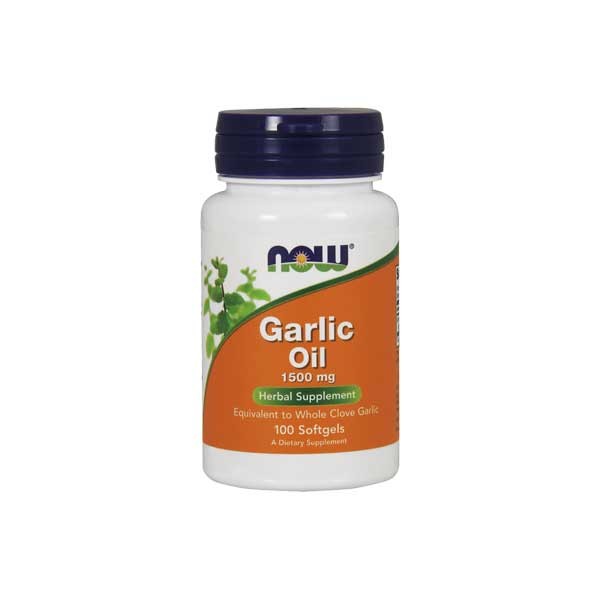 NOW®
Garlic
Oil
1500 mg
Herbal Supplement
Equivalent to Whole Clove Garlic
100 Softgels
A Dietary Supplement